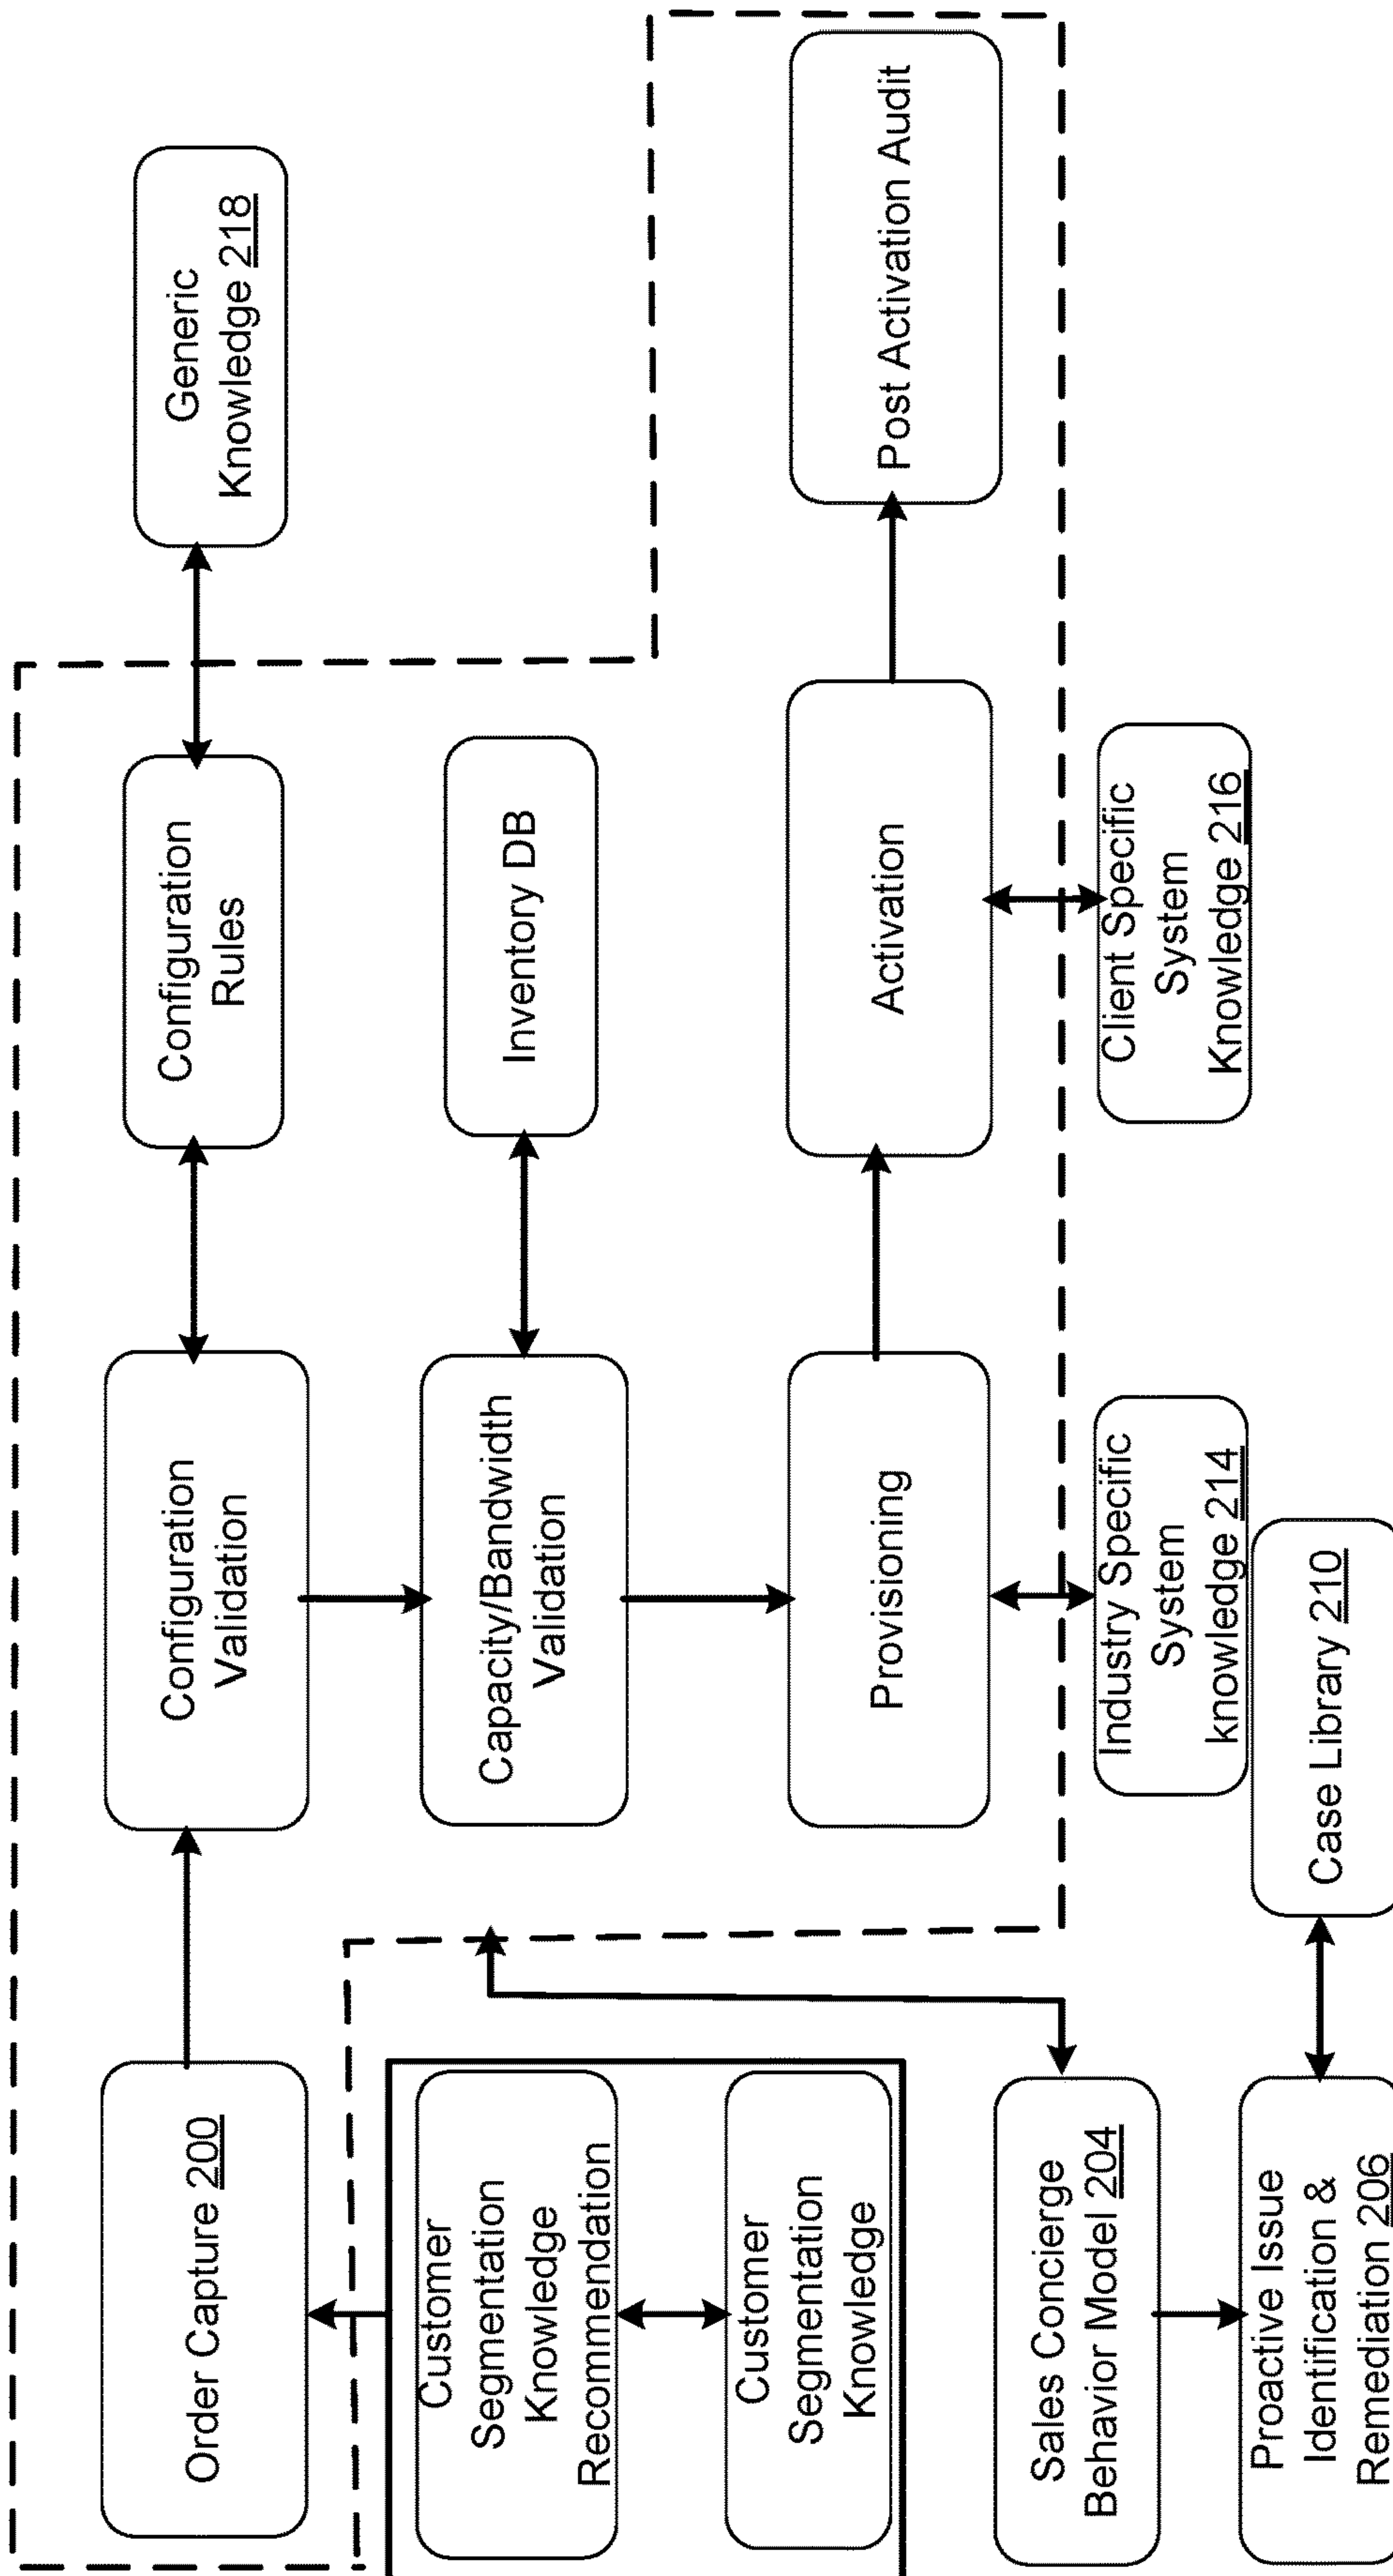 Order Capture 200
Configuration
Validation
Configuration
Rules
Generic
Knowledge 218
Customer
Segmentation
Knowledge
Recommendation
Capacity/Bandwidth
Validation
Inventory DB
Customer
Segmentation
Knowledge
Provisioning
Activation
Post Activation Audit
Sales Concierge
Behavior Model 204
Industry Specific
System
knowledge 214
Client Specific
System
Knowledge 216
Proactive Issue
Identification &
Remediation 206
Case Library 210